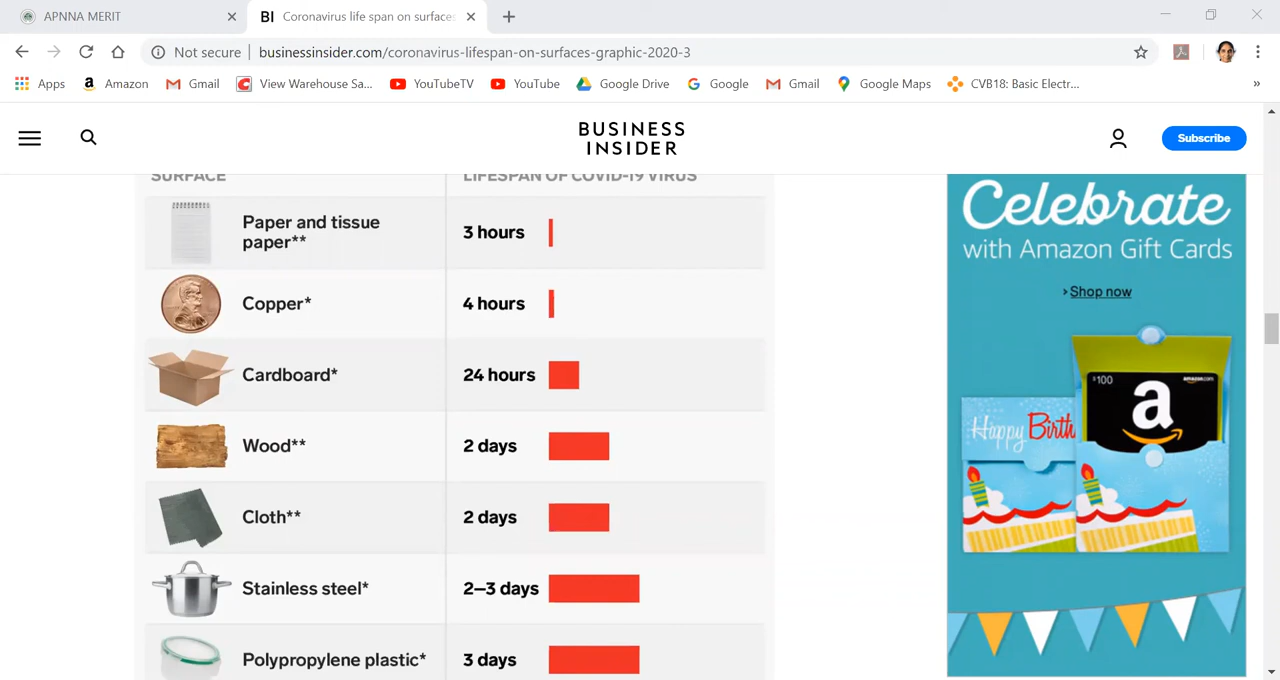 APNNA MERIT
BI Coronavirus life span on surfaces
Not secure | businessinsider.com/coronavirus-lifespan-on-surfaces-graphic-2020-3
Apps Amazon Gmail View Warehouse Sa... YouTubeTV YouTube Google Drive Google Gmail Google Maps CVB18: Basic Electr... »
BUSINESS
INSIDER
Subscribe
SURFACE LIFESPAN OF COVID-19 VIRUS
Paper and tissue
paper** 3 hours
Copper* 4 hours
Cardboard* 24 hours
Wood** 2 days
Cloth** 2 days
Stainless steel* 2–3 days
Polypropylene plastic* 3 days
Celebrate
with Amazon Gift Cards
› Shop now
$100 amazon.com
a
Happy Birth